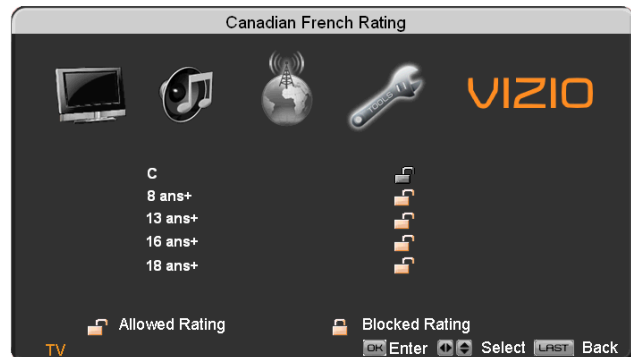 Canadian French Rating
TOOLS
VIZIO
C
8 ans+
13 ans+
16 ans+
18 ans+
Allowed Rating Blocked Rating
TV OK Enter Select LAST Back